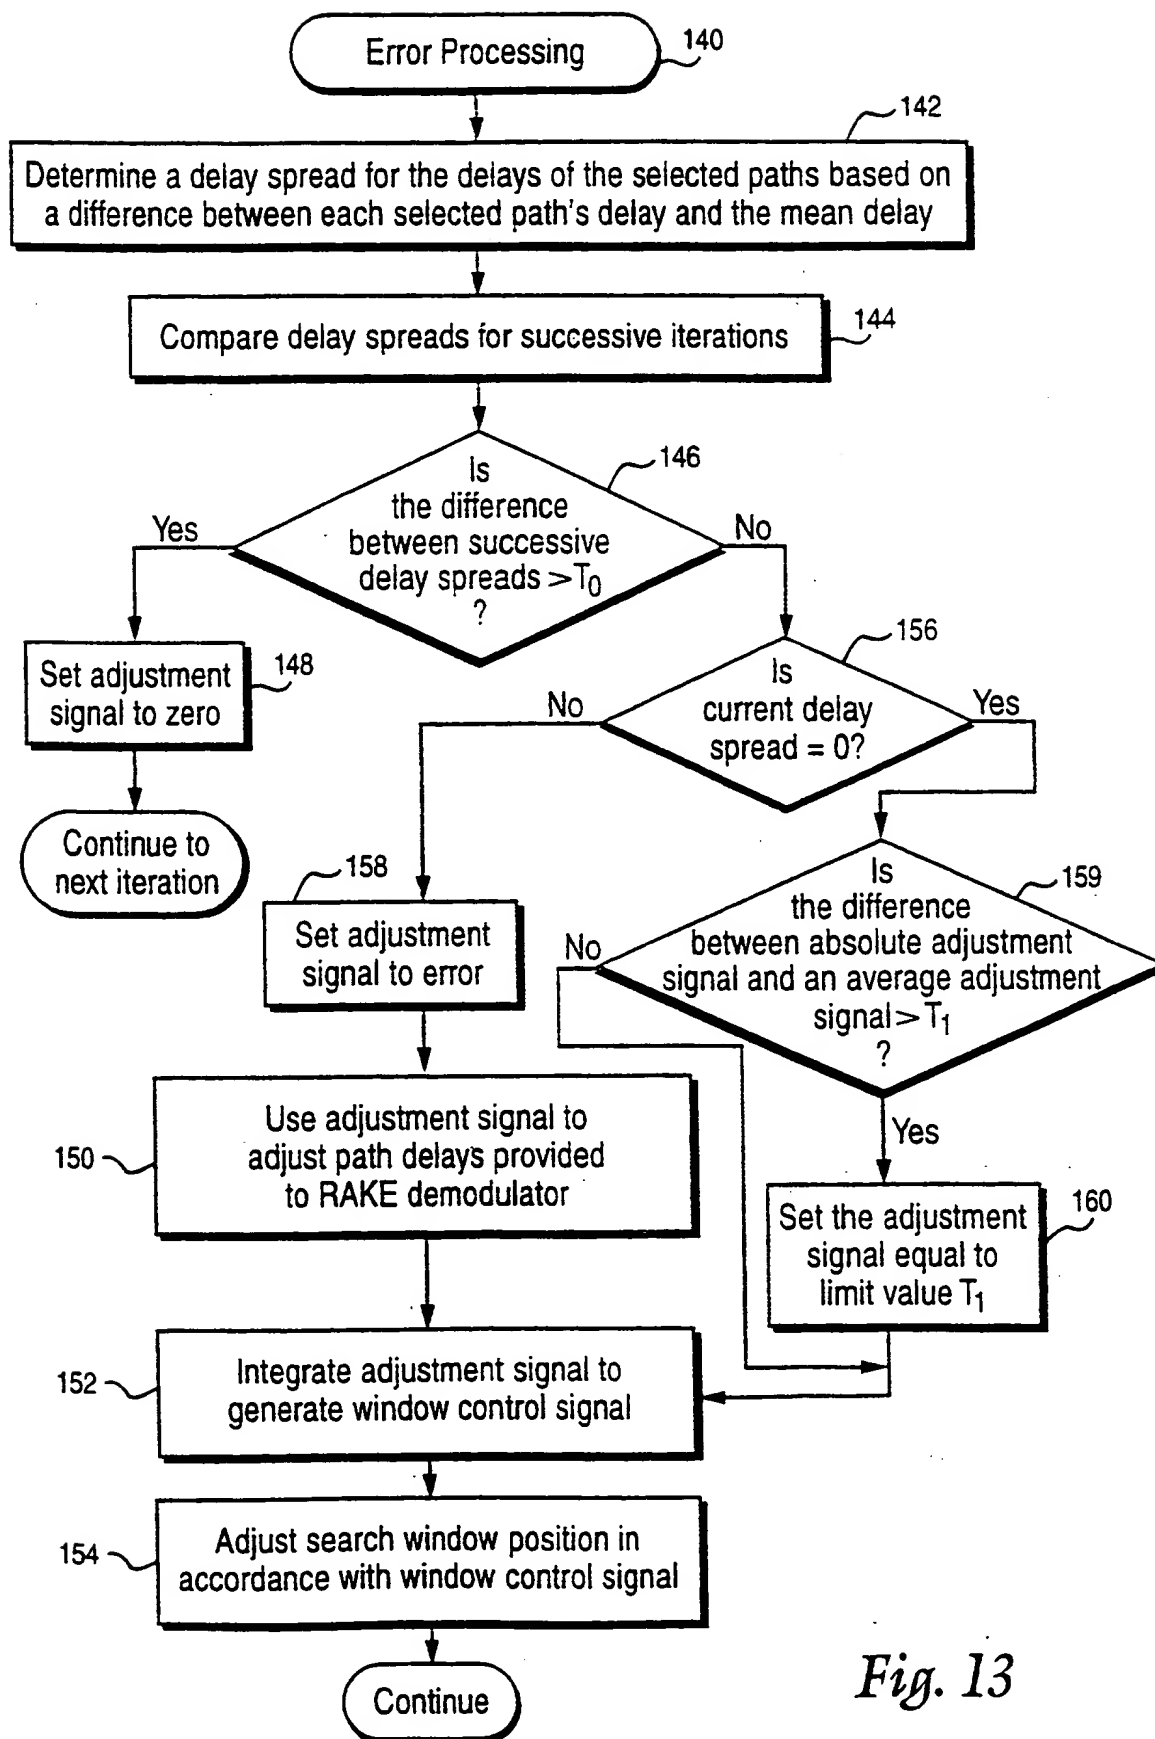 Error Processing
140
142
Determine a delay spread for the delays of the selected paths based on
a difference between each selected path's delay and the mean delay
Compare delay spreads for successive iterations
144
Is
the difference
between successive
delay spreads >T0
?
146
Yes
No
Set adjustment
signal to zero
148
Continue to
next iteration
Is
current delay
spread = 0?
156
No
Yes
158
Set adjustment
signal to error
Is
the difference
between absolute adjustment
signal and an average adjustment
signal>T1
?
159
No
Yes
150
Use adjustment signal to
adjust path delays provided
to RAKE demodulator
Set the adjustment
signal equal to
limit value T1
160
152
Integrate adjustment signal to
generate window control signal
154
Adjust search window position in
accordance with window control signal
Continue
Fig. 13